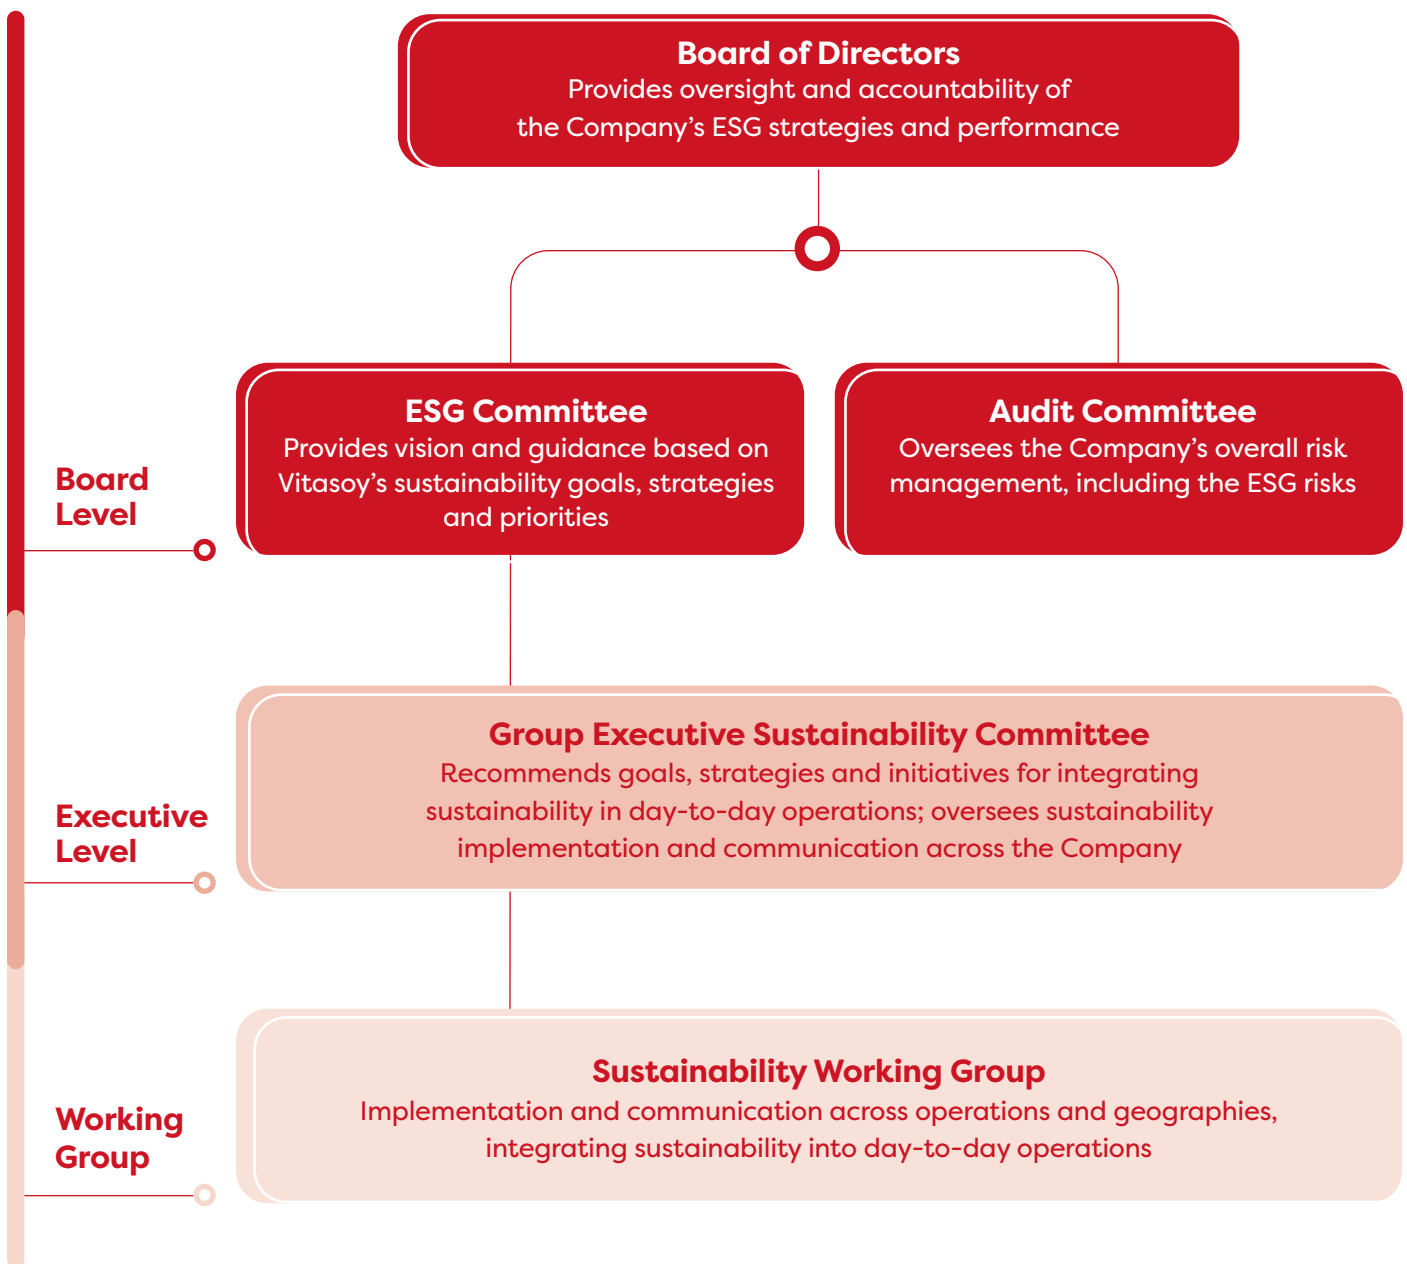 Board of Directors
Provides oversight and accountability of
the Company's ESG strategies and performance
Board
Level
ESG Committee
Provides vision and guidance based on
Vitasoy's sustainability goals, strategies
and priorities
Audit Committee
Oversees the Company's overall risk
management, including the ESG risks
Executive
Level
Group Executive Sustainability Committee
Recommends goals, strategies and initiatives for integrating
sustainability in day-to-day operations; oversees sustainability
implementation and communication across the Company
Working
Group
Sustainability Working Group
Implementation and communication across operations and geographies,
integrating sustainability into day-to-day operations